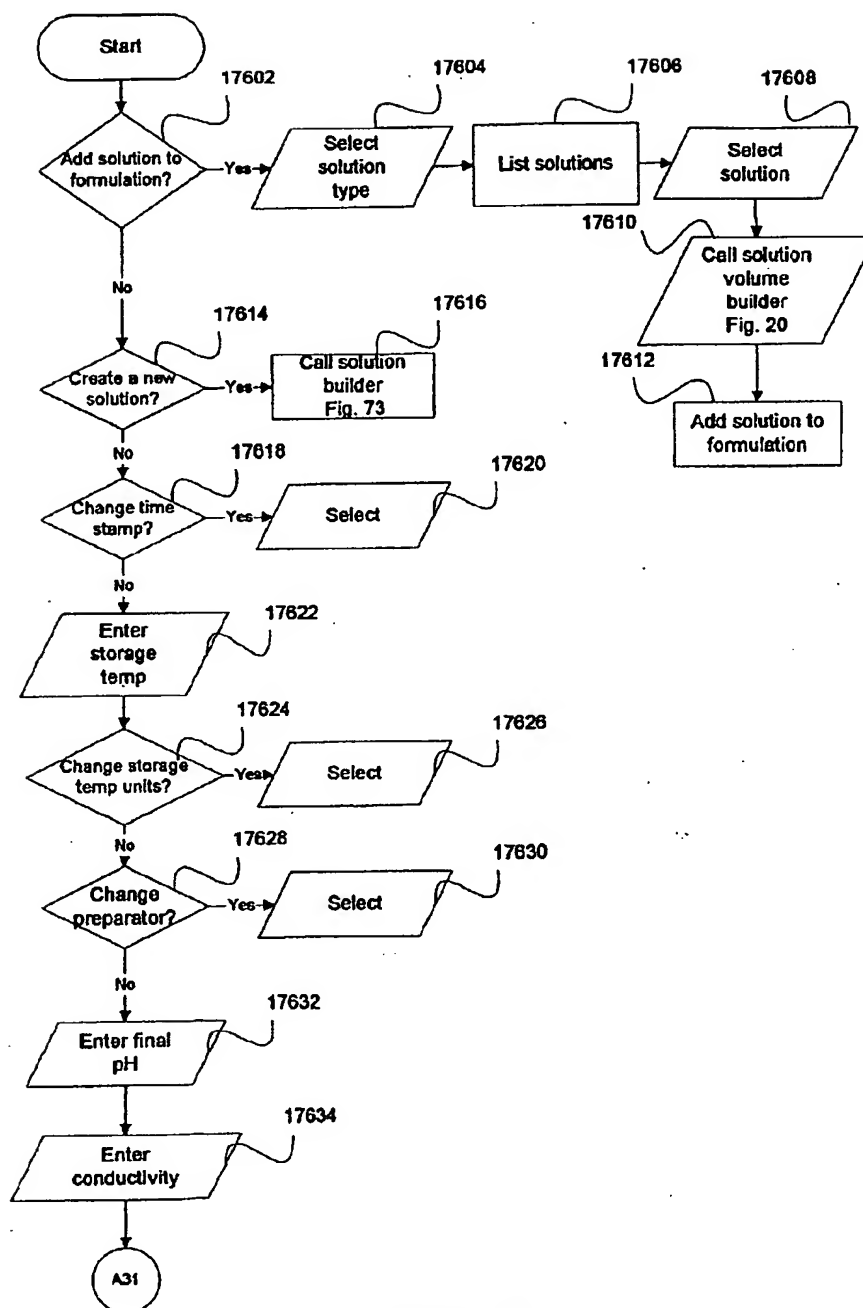 Start
17602
17604
17606
17608
Add solution to
formulation?
Yes
Select
solution
type
List solutions
Select
solution
17610
Call solution
volume
builder
Fig. 20
No
17612
Add solution to
formulation
17614
17616
Create a new
solution?
Yes
Call solution
builder
Fig. 73
No
17618
17620
Change time
stamp?
Yes
Select
No
17622
Enter
storage
temp
17624
17626
Change storage
temp units?
Yes
Select
No
17628
17630
Change
preparator?
Yes
Select
No
17632
Enter final
pH
17634
Enter
conductivity
A31